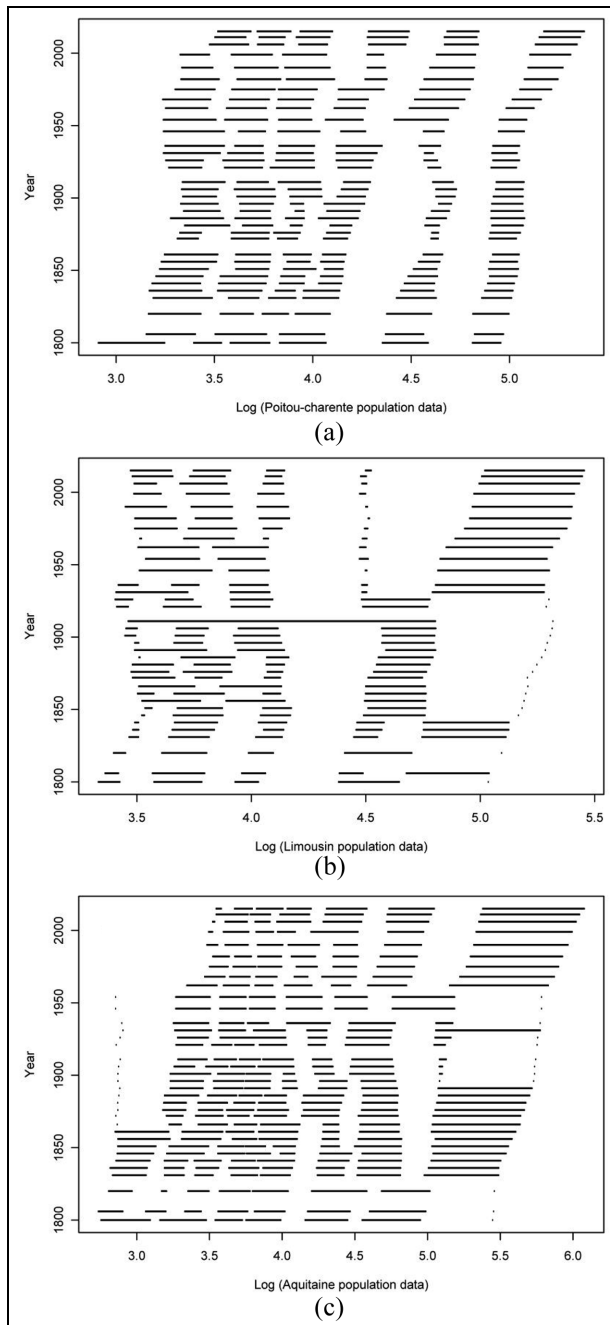 2000
1950
1900
1850
1800
Year
3.0 3.5 4.0 4.5 5.0
Log (Poitou-charente population data)
(a)
2000
1950
1900
1850
1800
Year
3.5 4.0 4.5 5.0 5.5
Log (Limousin population data)
(b)
2000
1950
1900
1850
1800
Year
3.0 3.5 4.0 4.5 5.0 5.5 6.0
Log (Aquitaine population data)
(c)